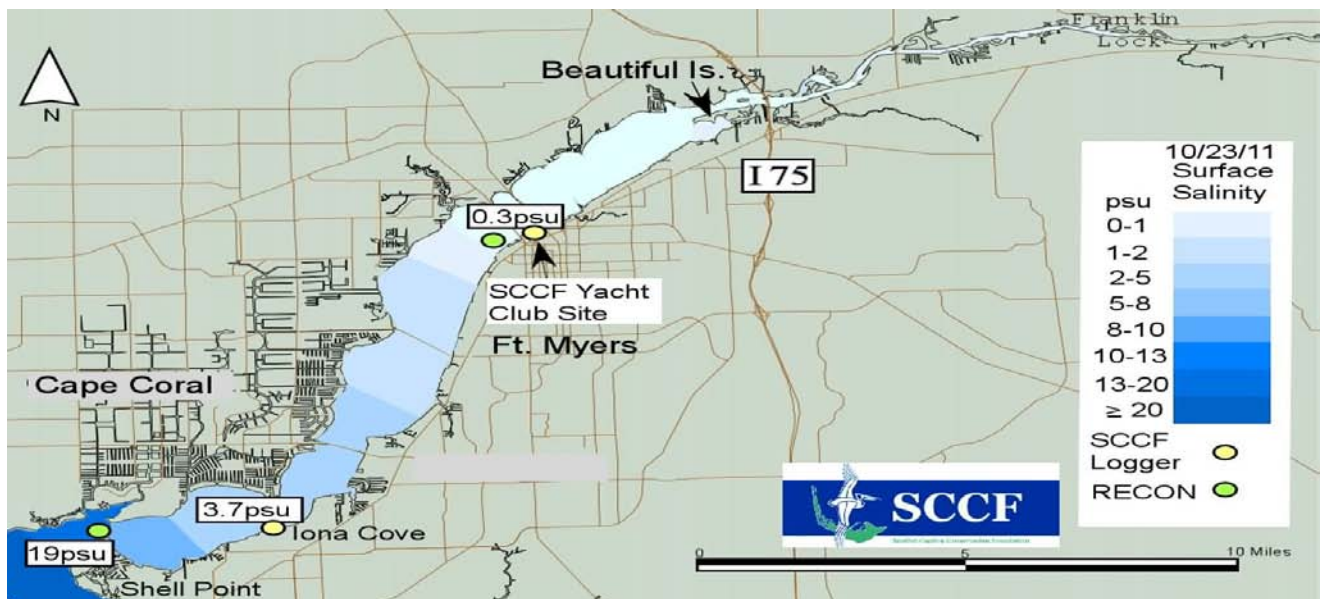 Franklin
Lock
Beautiful Is.
N
I 75
10/23/11
Surface
Salinity
psu
0-1
1-2
2-5
5-8
8-10
10-13
13-20
≥ 20
SCCF
Logger
RECON
0.3psu
SCCF Yacht
Club Site
Ft. Myers
Cape Coral
3.7psu
Iona Cove
19psu
Shell Point
SCCF
0 5 10 Miles